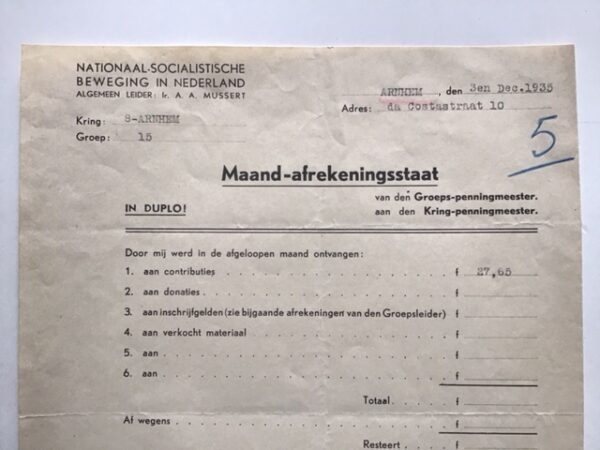 NATIONAAL-SOCIALISTISCHE
BEWEGING IN NEDERLAND
ALGEMEEN LEIDER: Ir. A. A. MUSSERT
Kring: 8-ARNHEM
Groep: 15
ARNHEM, den 3en Dec.1935
Adres: da Costastraat 10
5
Maand-afrekeningsstaat
IN DUPLO!
van den Groeps-penningmeester.
aan den Kring-penningmeester.
Door mij werd in de afgeloopen maand ontvangen:
1. aan contributies . . . . . f 27,65
2. aan donaties . . . . . f
3. aan inschrijfgelden (zie bijgaande afrekeningen van den Groepsleider) . f
4. aan verkocht materiaal . . . . . f
5. aan . . . . . f
6. aan . . . . . f
Totaal. . . . f
Af wegens . . . . . f
Resteert . . . f